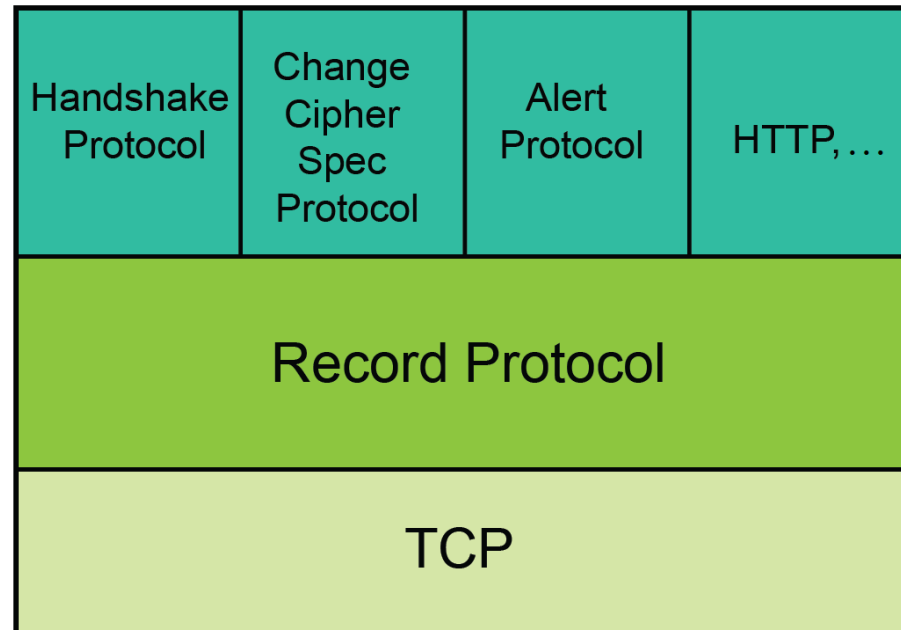 Handshake
Protocol
Change
Cipher
Spec
Protocol
Alert
Protocol
HTTP, ...
Record Protocol
TCP